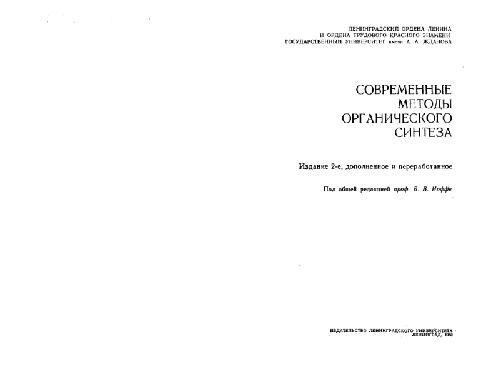 ЛЕНИНГРАДСКИЙ ОРДЕНА ЛЕНИНА
И ОРДЕНА ТРУДОВОГО КРАСНОГО ЗНАМЕНИ
ГОСУДАРСТВЕННЫЙ УНИВЕРСИТЕТ имени А. А. ЖДАНОВА
СОВРЕМЕННЫЕ
МЕТОДЫ
ОРГАНИЧЕСКОГО
СИНТЕЗА
Издание 2-е, дополненное и переработанное
Под общей редакцией проф. Б. В. Иоффе
ИЗДАТЕЛЬСТВО ЛЕНИНГРАДСКОГО УНИВЕРСИТЕТА
ЛЕНИНГРАД,